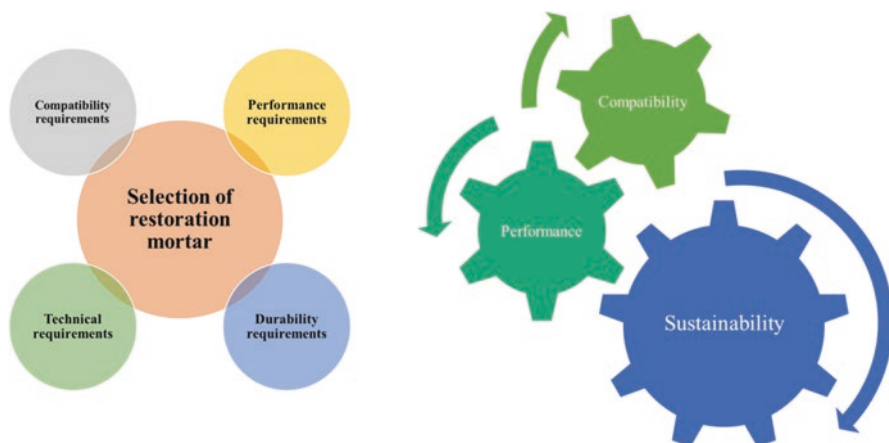 Compatibility
requirements
Performance
requirements
Selection of
restoration
mortar
Technical
requirements
Durability
requirements
Compatibility
Performance
Sustainability